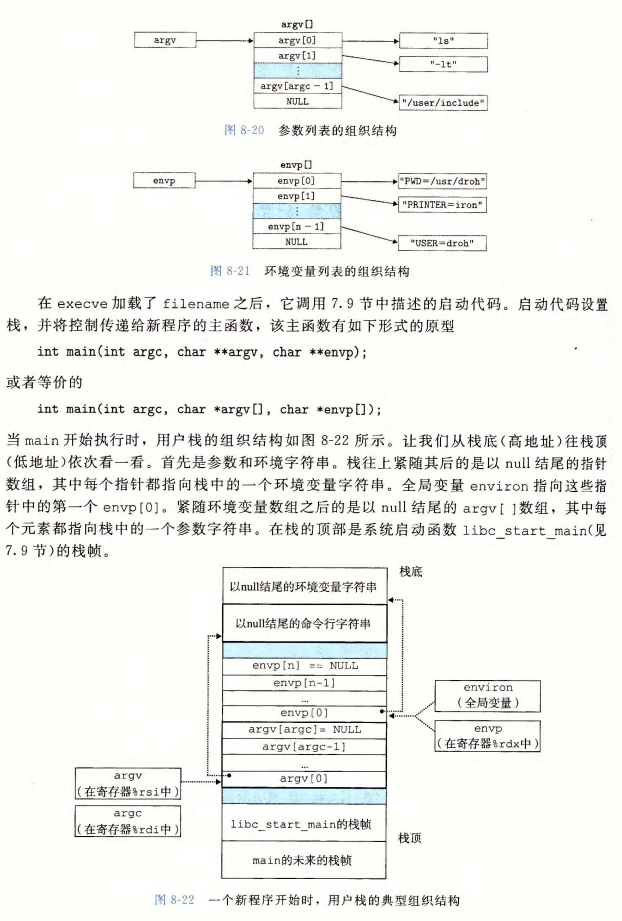 argv[]
argv
argv[0]
"ls"
argv[1]
"-lt"
⋮
argv[argc − 1]
"/user/include"
NULL
图 8-20 参数列表的组织结构
envp[]
envp
envp[0]
"PWD=/usr/droh"
envp[1]
"PRINTER=iron"
⋮
envp[n − 1]
NULL
"USER=droh"
图 8-21 环境变量列表的组织结构
在 execve 加载了 filename 之后，它调用 7.9 节中描述的启动代码。启动代码设置
栈，并将控制传递给新程序的主函数，该主函数有如下形式的原型
int main(int argc, char **argv, char **envp);
或者等价的
int main(int argc, char *argv[], char *envp[]);
当 main 开始执行时，用户栈的组织结构如图 8-22 所示。让我们从栈底（高地址）往栈顶
（低地址）依次看一看。首先是参数和环境字符串。栈往上紧随其后的是以 null 结尾的指针
数组，其中每个指针都指向栈中的一个环境变量字符串。全局变量 environ 指向这些指
针中的第一个 envp[0]。紧随环境变量数组之后的是以 null 结尾的 argv[ ]数组，其中每
个元素都指向栈中的一个参数字符串。在栈的顶部是系统启动函数 libc_start_main(见
7.9 节)的栈帧。
栈底
以null结尾的环境变量字符串
以null结尾的命令行字符串
envp[n] == NULL
envp[n-1]
...
envp[0]
environ
（全局变量）
argv[argc]= NULL
argv[argc-1]
envp
（在寄存器%rdx中）
...
argv[0]
argv
（在寄存器%rsi中）
argc
（在寄存器%rdi中）
libc_start_main的栈帧
栈顶
main的未来的栈帧
图 8-22 一个新程序开始时，用户栈的典型组织结构